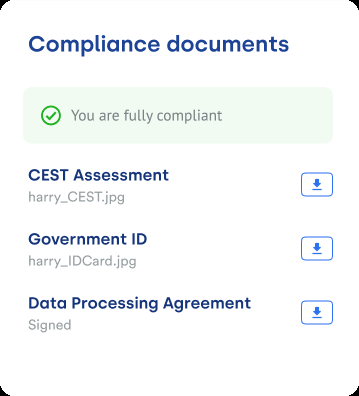 Compliance documents
You are fully compliant
CEST Assessment
harry_CEST.jpg
Government ID
harry_IDCard.jpg
Data Processing Agreement
Signed